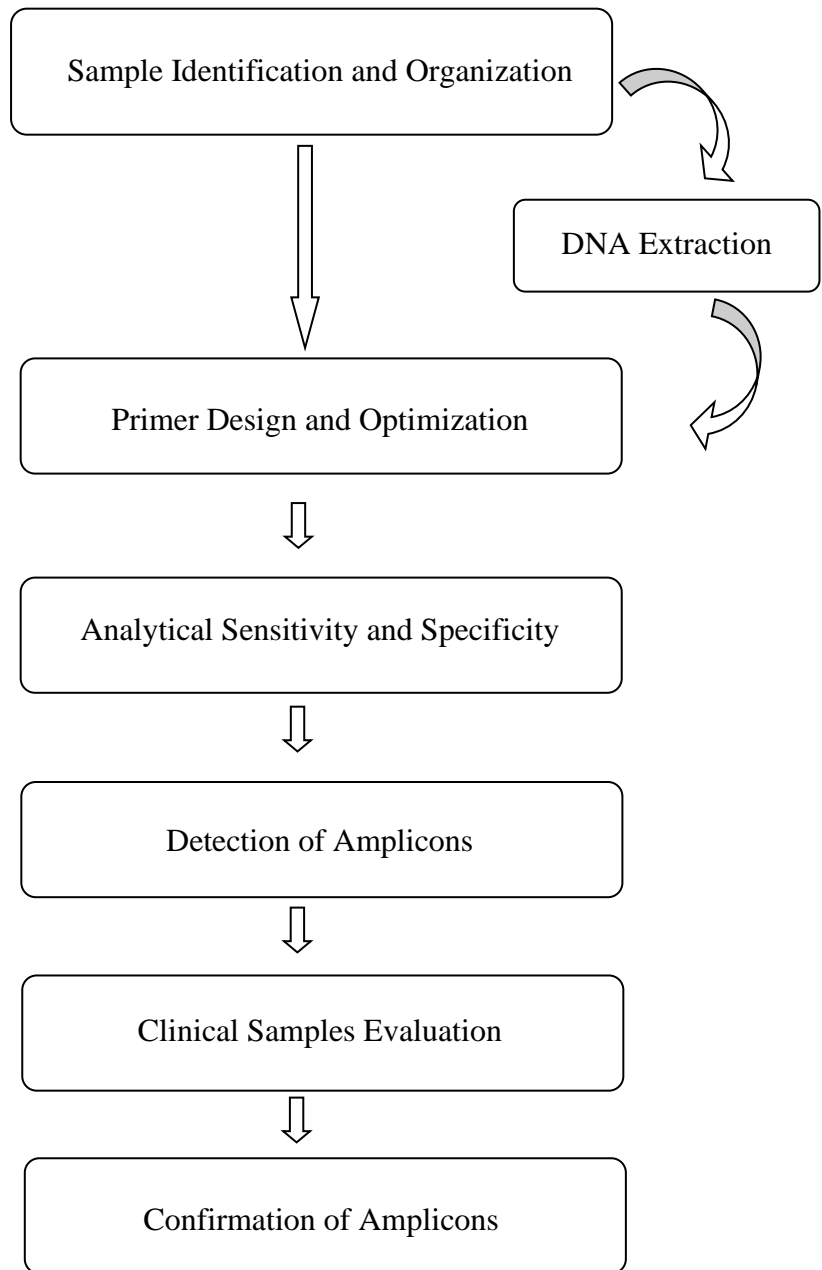 Sample Identification and Organization
DNA Extraction
Primer Design and Optimization
Analytical Sensitivity and Specificity
Detection of Amplicons
Clinical Samples Evaluation
Confirmation of Amplicons